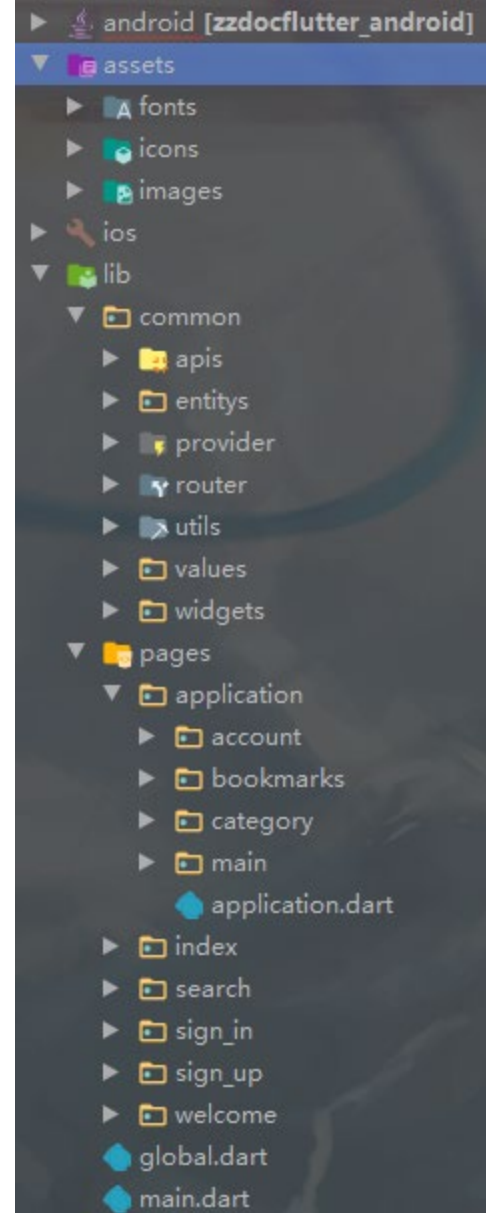 android [zzdocflutter_android]
assets
fonts
icons
images
ios
lib
common
apis
entitys
provider
router
utils
values
widgets
pages
application
account
bookmarks
category
main
application.dart
index
search
sign_in
sign_up
welcome
global.dart
main.dart